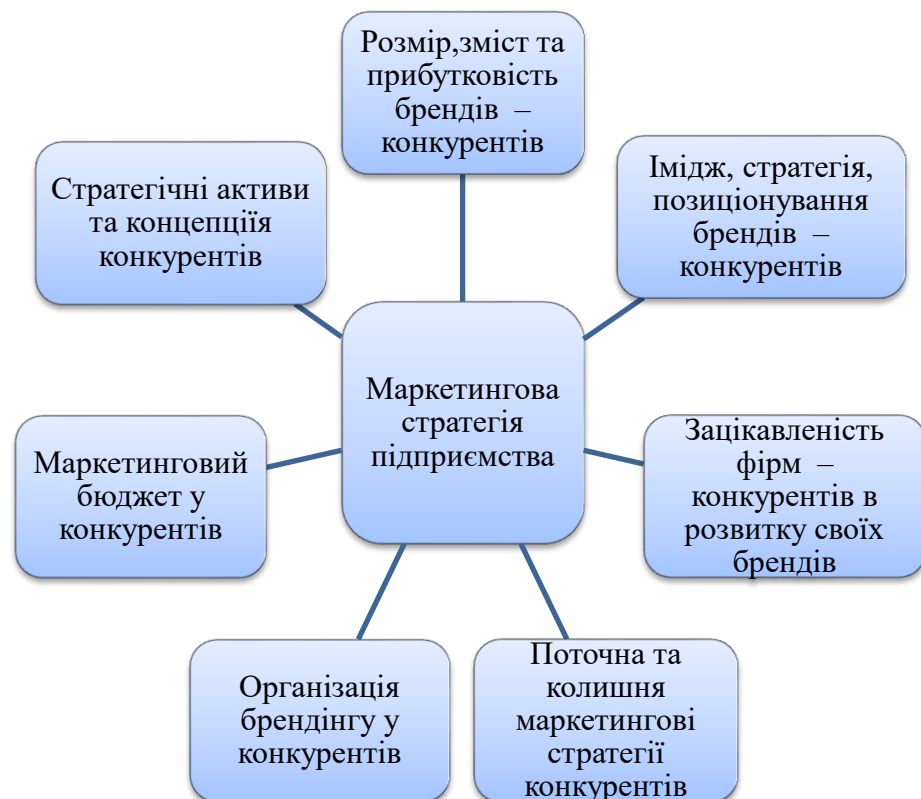 Розмір,зміст та
прибутковість
брендів –
конкурентів
Імідж, стратегія,
позиціонування
брендів –
конкурентів
Зацікавленість
фірм –
конкурентів в
розвитку своїх
брендів
Поточна та
колишня
маркетингові
стратегії
конкурентів
Організація
брендінгу у
конкурентів
Маркетинговий
бюджет у
конкурентів
Стратегічні активи
та концепціїя
конкурентів
Маркетингова
стратегія
підприємства